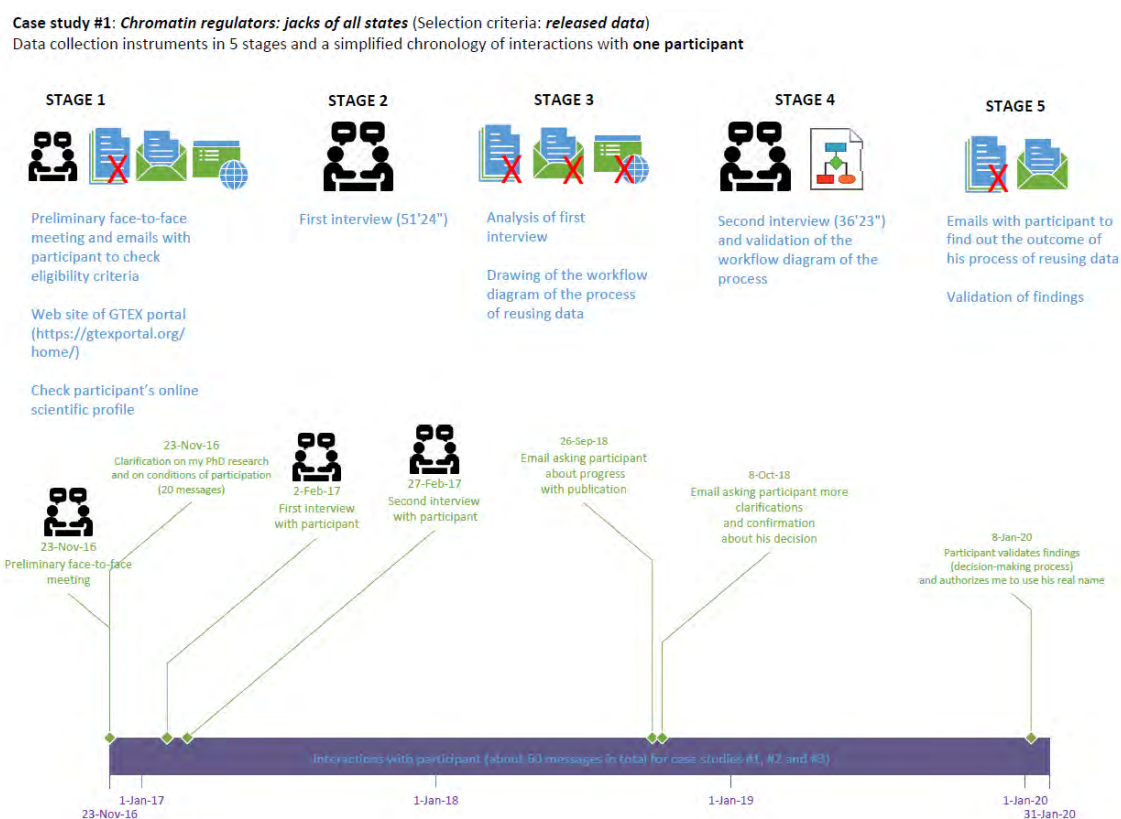 Case study #1: Chromatin regulators: jacks of all states (Selection criteria: released data)
Data collection instruments in 5 stages and a simplified chronology of interactions with one participant
STAGE 1
Preliminary face-to-face
meeting and emails with
participant to check
eligibility criteria
Web site of GTEX portal
(https://gtexportal.org/
home/)
Check participant's online
scientific profile
STAGE 2
First interview (51'24")
STAGE 3
Analysis of first
interview
Drawing of the workflow
diagram of the process
of reusing data
STAGE 4
Second interview (36'23")
and validation of the
workflow diagram of the
process
STAGE 5
Emails with participant to
find out the outcome of
his process of reusing data
Validation of findings
23-Nov-16
Preliminary face-to-face
meeting
23-Nov-16
Clarification on my PhD research
and on conditions of participation
(20 messages)
2-Feb-17
First interview
with participant
27-Feb-17
Second interview
with participant
26-Sep-18
Email asking participant
about progress
with publication
8-Oct-18
Email asking participant more
clarifications
and confirmation
about his decision
8-Jan-20
Participant validates findings
(decision-making process)
and authorizes me to use his real name
Interactions with participant (about 60 messages in total for case studies #1, #2 and #3)
1-Jan-17
1-Jan-18
1-Jan-19
1-Jan-20
23-Nov-16
31-Jan-20